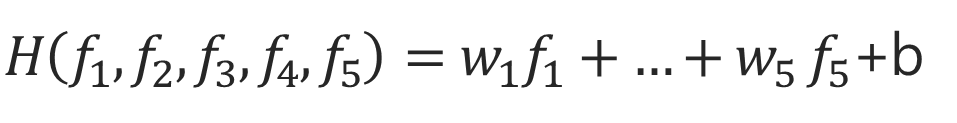 H(f₁, f₂, f₃, f₄, f₅) = w₁f₁ + ... + w₅ f₅+b